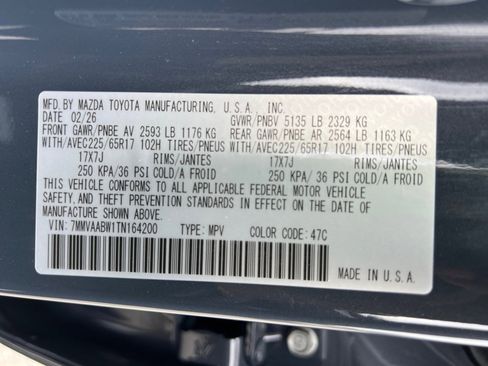 MFD.BY MAZDA TOYOTA MANUFACTURING, U.S.A., INC.
DATE 02/26 GVWR/PNBV 5135 LB 2329 KG
FRONT GAWR/PNBE AV 2593 LB 1176 KG REAR GAWR/PNBE AR 2564 LB 1163 KG
WITH/AVEC225/65R17 102H TIRES/PNEUS WITH/AVEC225/65R17 102H TIRES/PNEUS
17X7J RIMS/JANTES 17X7J RIMS/JANTES
250 KPA/36 PSI COLD/A FROID 250 KPA/36 PSI COLD/A FROID
THIS VEHICLE CONFORMS TO ALL APPLICABLE FEDERAL MOTOR VEHICLE
SAFETY, AND THEFT PREVENTION STANDARDS IN EFFECT ON THE DATE OF
MANUFACTURE SHOWN ABOVE.
VIN: 7MMVAABW1TN164200 TYPE: MPV COLOR CODE: 47C
MADE IN U.S.A.